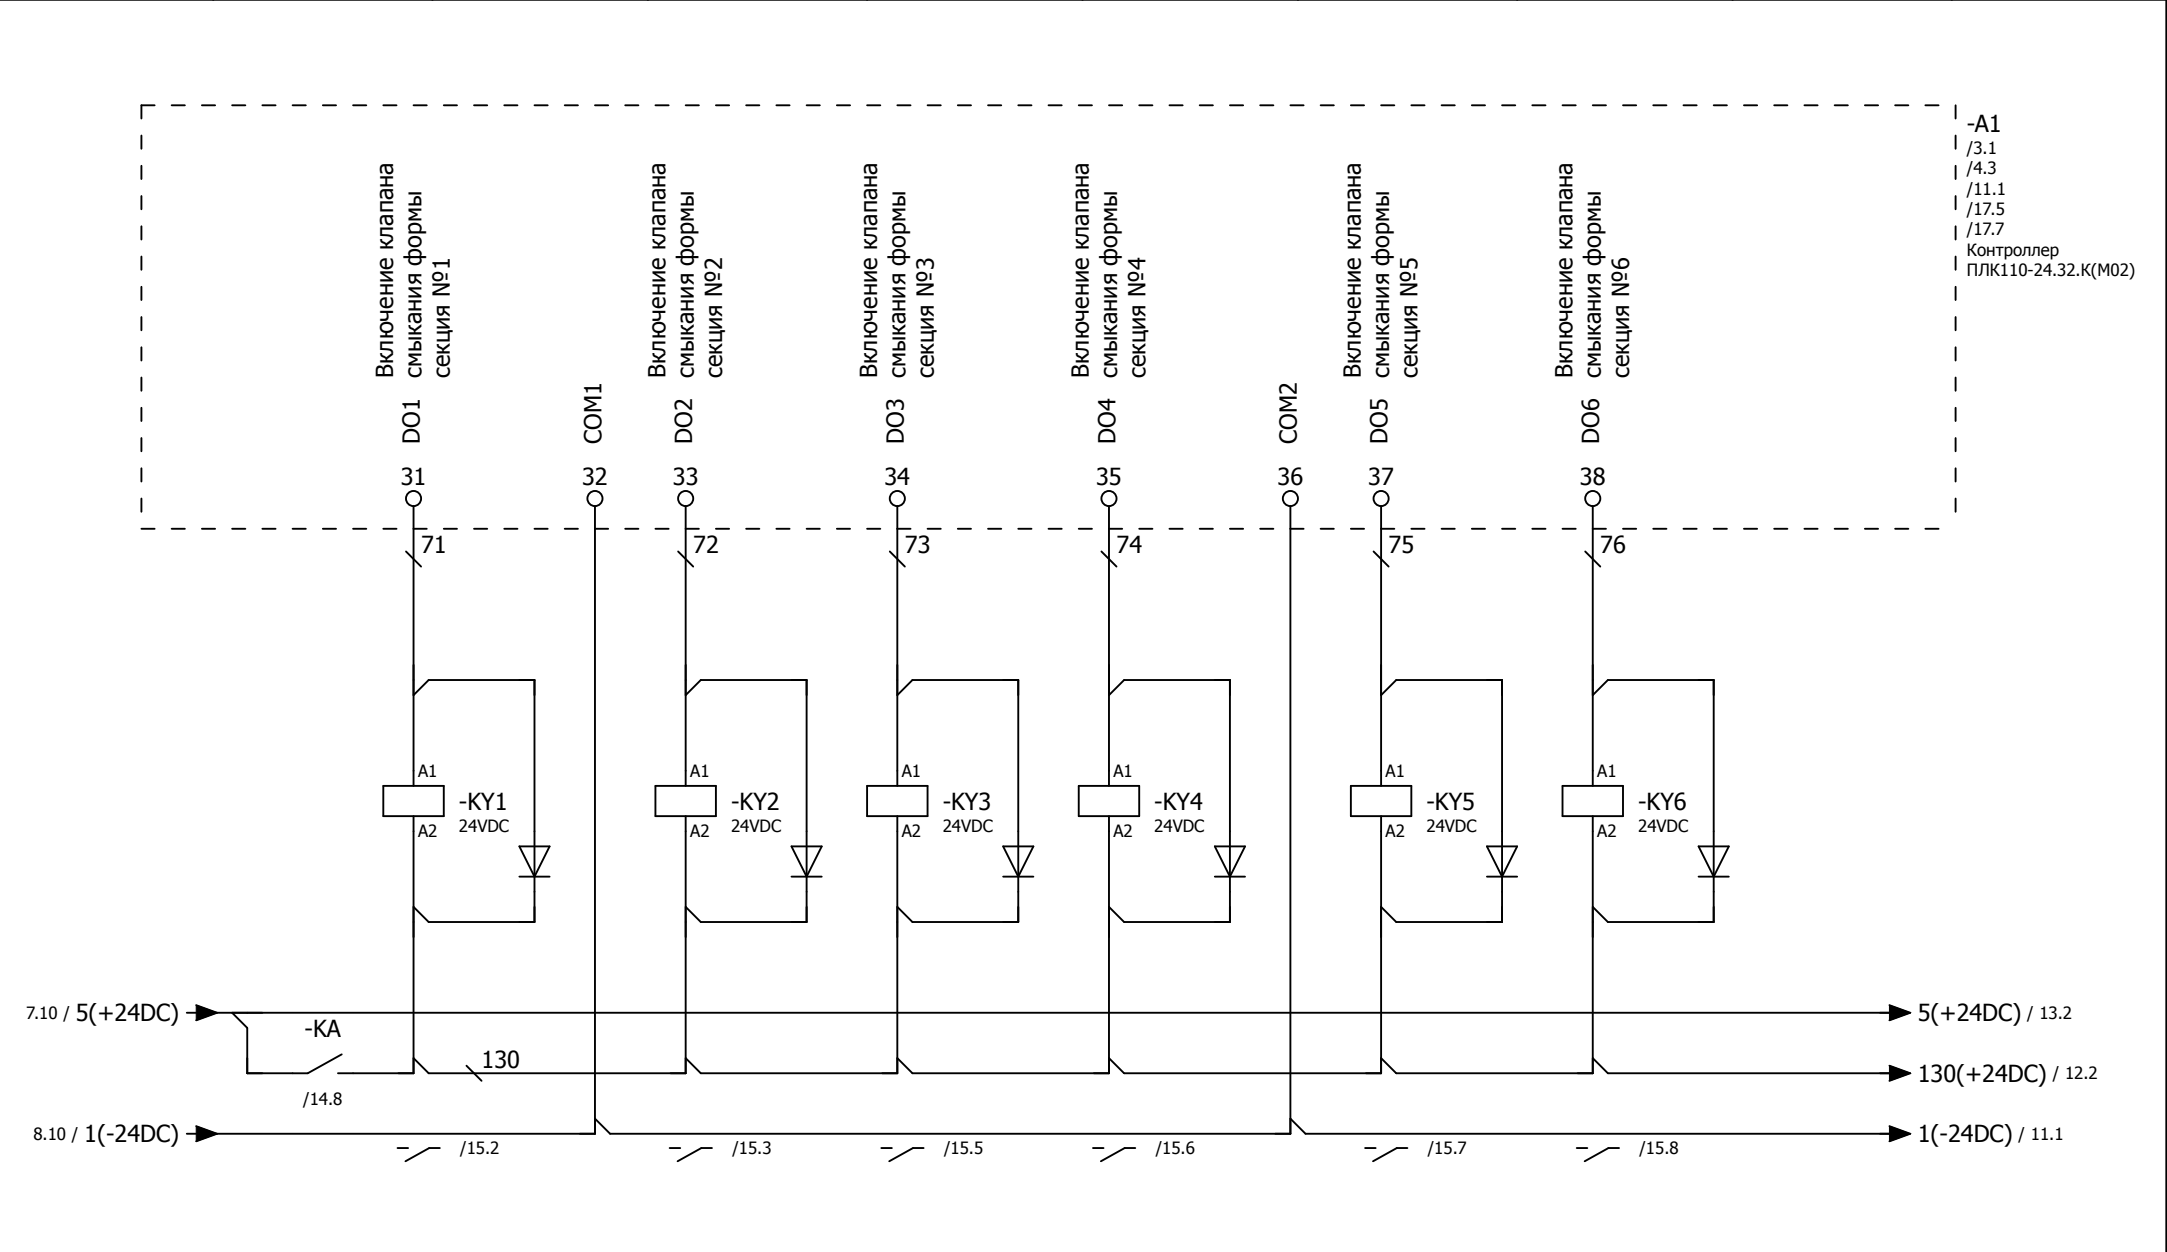 -A1
/3.1
/4.3
/11.1
/17.5
/17.7
Контроллер
ПЛК110-24.32.К(М02)
Включение клапана
смыкания формы
секция №1
DO1
31
COM1
32
Включение клапана
смыкания формы
секция №2
DO2
33
Включение клапана
смыкания формы
секция №3
DO3
34
Включение клапана
смыкания формы
секция №4
DO4
35
COM2
36
Включение клапана
смыкания формы
секция №5
DO5
37
Включение клапана
смыкания формы
секция №6
DO6
38
71
72
73
74
75
76
A1
-KY1
24VDC
A2
A1
-KY2
24VDC
A2
A1
-KY3
24VDC
A2
A1
-KY4
24VDC
A2
A1
-KY5
24VDC
A2
A1
-KY6
24VDC
A2
7.10 / 5(+24DC)
5(+24DC) / 13.2
-KA
/14.8
130
130(+24DC) / 12.2
8.10 / 1(-24DC)
1(-24DC) / 11.1
/15.2
/15.3
/15.5
/15.6
/15.7
/15.8